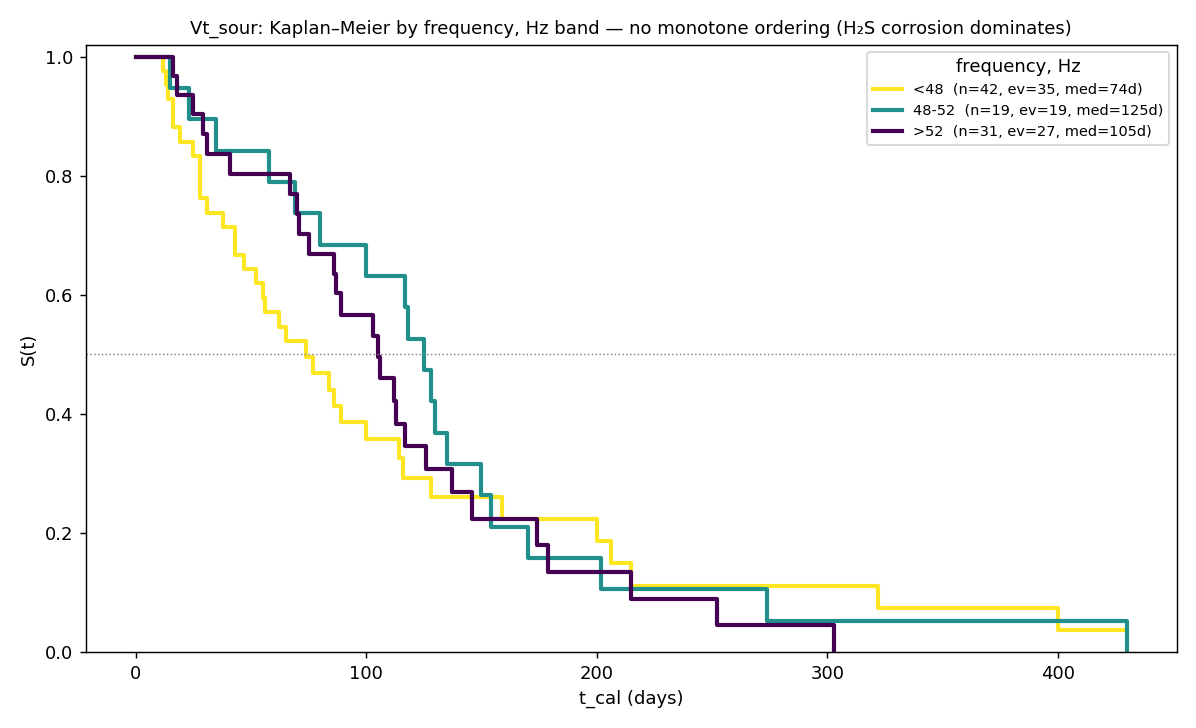 Vt_sour: Kaplan–Meier by frequency, Hz band — no monotone ordering (H₂S corrosion dominates)
frequency, Hz
<48  (n=42, ev=35, med=74d)
48-52  (n=19, ev=19, med=125d)
>52  (n=31, ev=27, med=105d)
S(t)
1.0
0.8
0.6
0.4
0.2
0.0
0 100 200 300 400
t_cal (days)